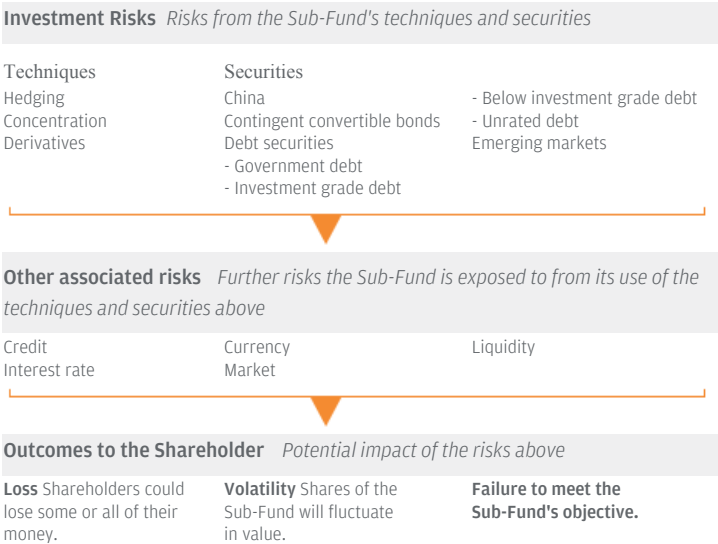 Investment Risks Risks from the Sub-Fund's techniques and securities
Techniques
Hedging
Concentration
Derivatives
Securities
China
Contingent convertible bonds
Debt securities
- Government debt
- Investment grade debt
- Below investment grade debt
- Unrated debt
Emerging markets
Other associated risks Further risks the Sub-Fund is exposed to from its use of the
techniques and securities above
Credit
Interest rate
Currency
Market
Liquidity
Outcomes to the Shareholder Potential impact of the risks above
Loss Shareholders could
lose some or all of their
money.
Volatility Shares of the
Sub-Fund will fluctuate
in value.
Failure to meet the
Sub-Fund's objective.